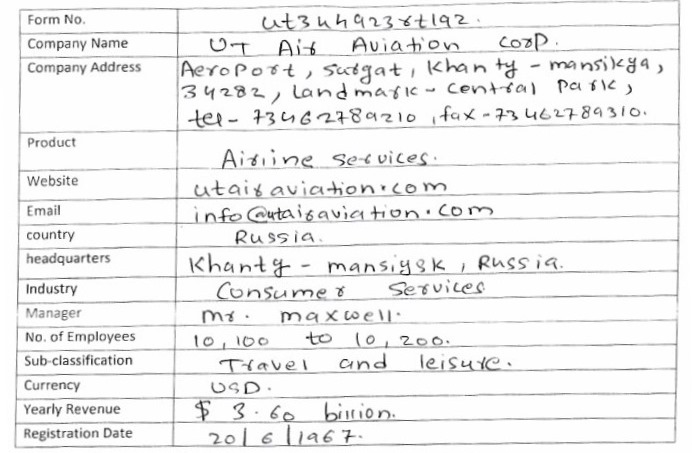 Form No. ut344923rt192.
Company Name UT Air Aviation Corp.
Company Address Aeroport, surgat, Khanty - mansikya,
34282, Landmark - central Park,
tel - 73462789210, fax - 73462789310.
Product Airline services.
Website utairaviation.com
Email info@utairaviation.com
country Russia.
headquarters Khanty - mansiysk, Russia.
Industry Consumer Services
Manager mr. maxwell.
No. of Employees 10,100 to 10,200.
Sub-classification Travel and leisure.
Currency USD.
Yearly Revenue $ 3.60 billion.
Registration Date 20/6/1967.